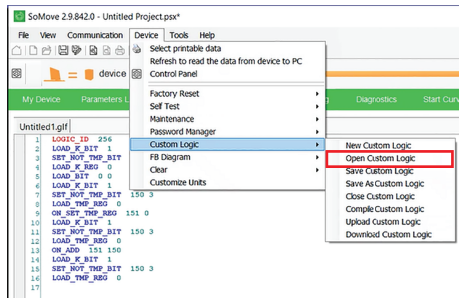 SoMove 2.9.842.0 - Untitled Project.psx*
File View Communication Device Tools Help
Select printable data
Refresh to read the data from device to PC
Control Panel
device
Factory Reset
Self Test
Maintenance
Password Manager
Custom Logic
FB Diagram
Clear
Customize Units
My Device Parameters L g Diagnostics Start Curv
New Custom Logic
Open Custom Logic
Save Custom Logic
Save As Custom Logic
Close Custom Logic
Compile Custom Logic
Upload Custom Logic
Download Custom Logic
Untitled1.glf
1 LOGIC_ID 256
2 LOAD_K_BIT 1
3 SET_NOT_TMP_BIT
4 LOAD_K_REG 0
5 LOAD_BIT 0 0
6 LOAD_K_BIT 1
7 SET_NOT_TMP_BIT 150 3
8 LOAD_TMP_REG 0
9 ON_SET_TMP_REG 151 0
10 LOAD_K_BIT 1
11 SET_NOT_TMP_BIT 150 3
12 LOAD_TMP_REG 0
13 ON_ADD 151 150
14 LOAD_K_BIT 1
15 SET_NOT_TMP_BIT 150 3
16 LOAD_TMP_REG 0
17